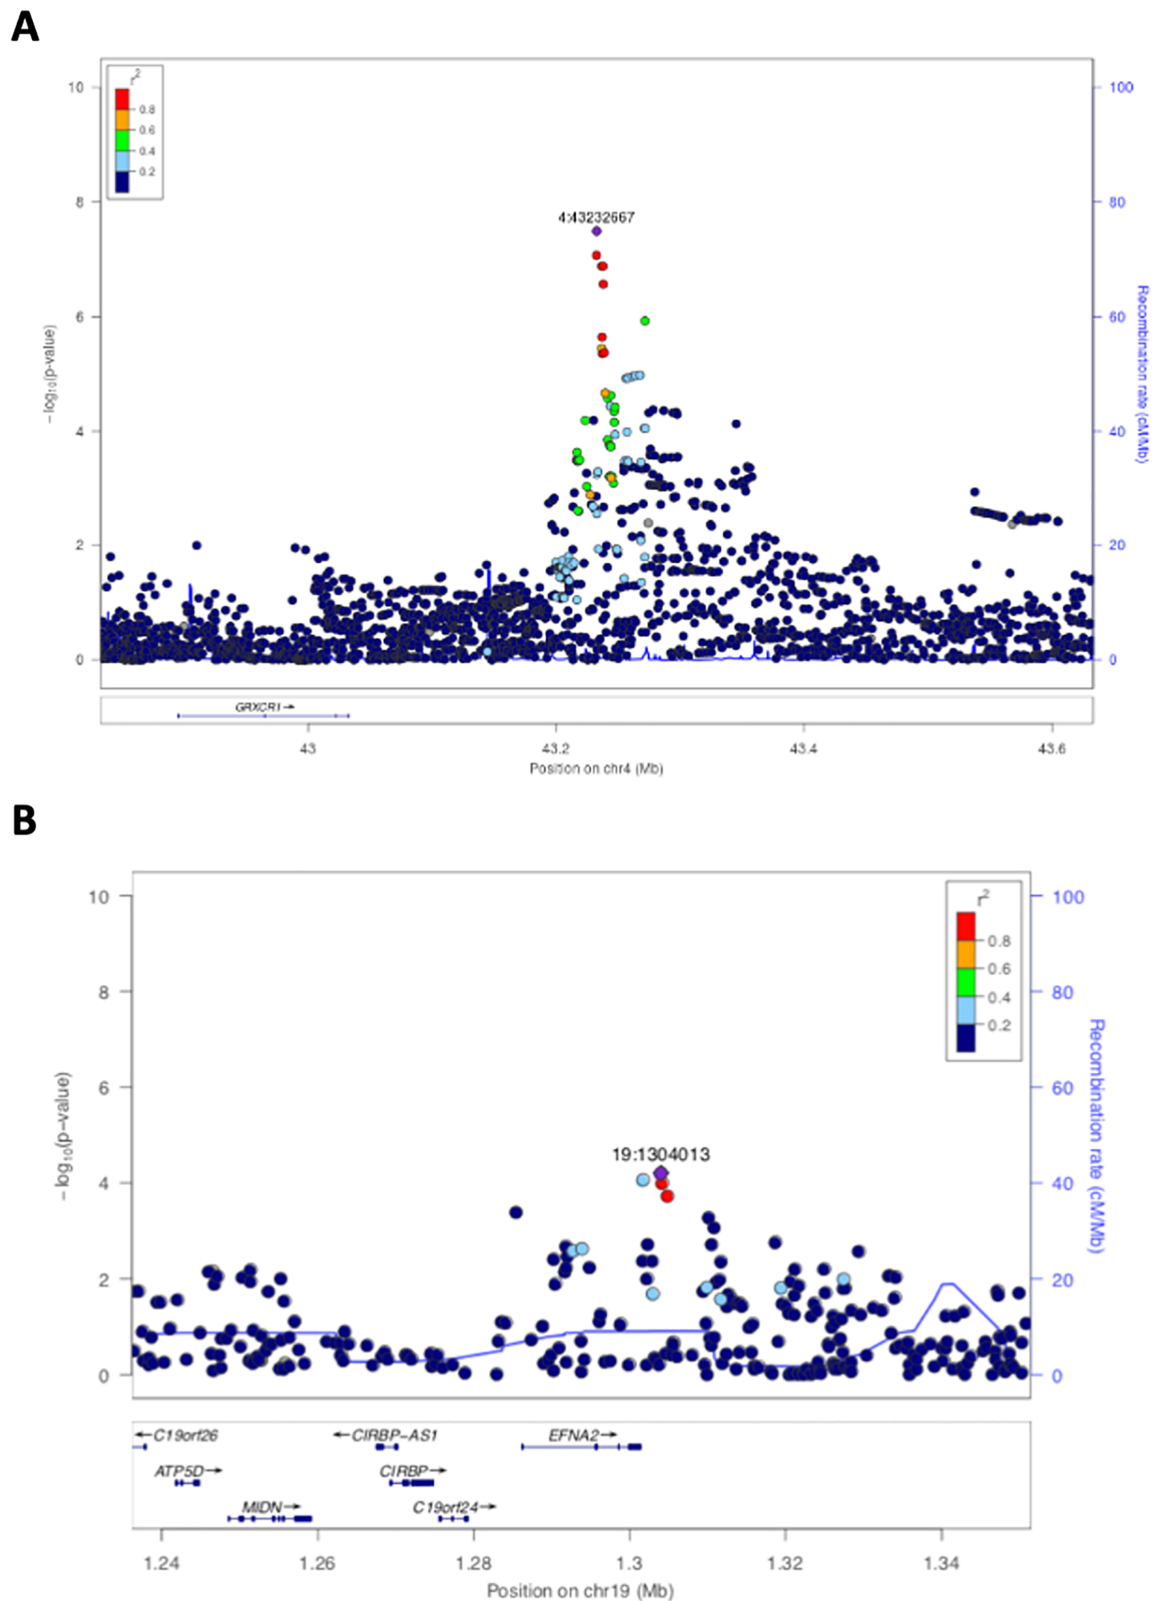 A
r2
0.8
0.6
0.4
0.2
10
8
6
4
2
0
100
80
60
40
20
0
4:43232667
−log10(p-value)
Recombination rate (cM/Mb)
GRXCR1→
43
43.2
43.4
43.6
Position on chr4 (Mb)
B
r2
0.8
0.6
0.4
0.2
10
8
6
4
2
0
100
80
60
40
20
0
19:1304013
−log10(p−value)
Recombination rate (cM/Mb)
←C19orf26
←CIRBP−AS1
EFNA2→
ATP5D→
CIRBP→
MIDN→
C19orf24→
1.24
1.26
1.28
1.3
1.32
1.34
Position on chr19 (Mb)